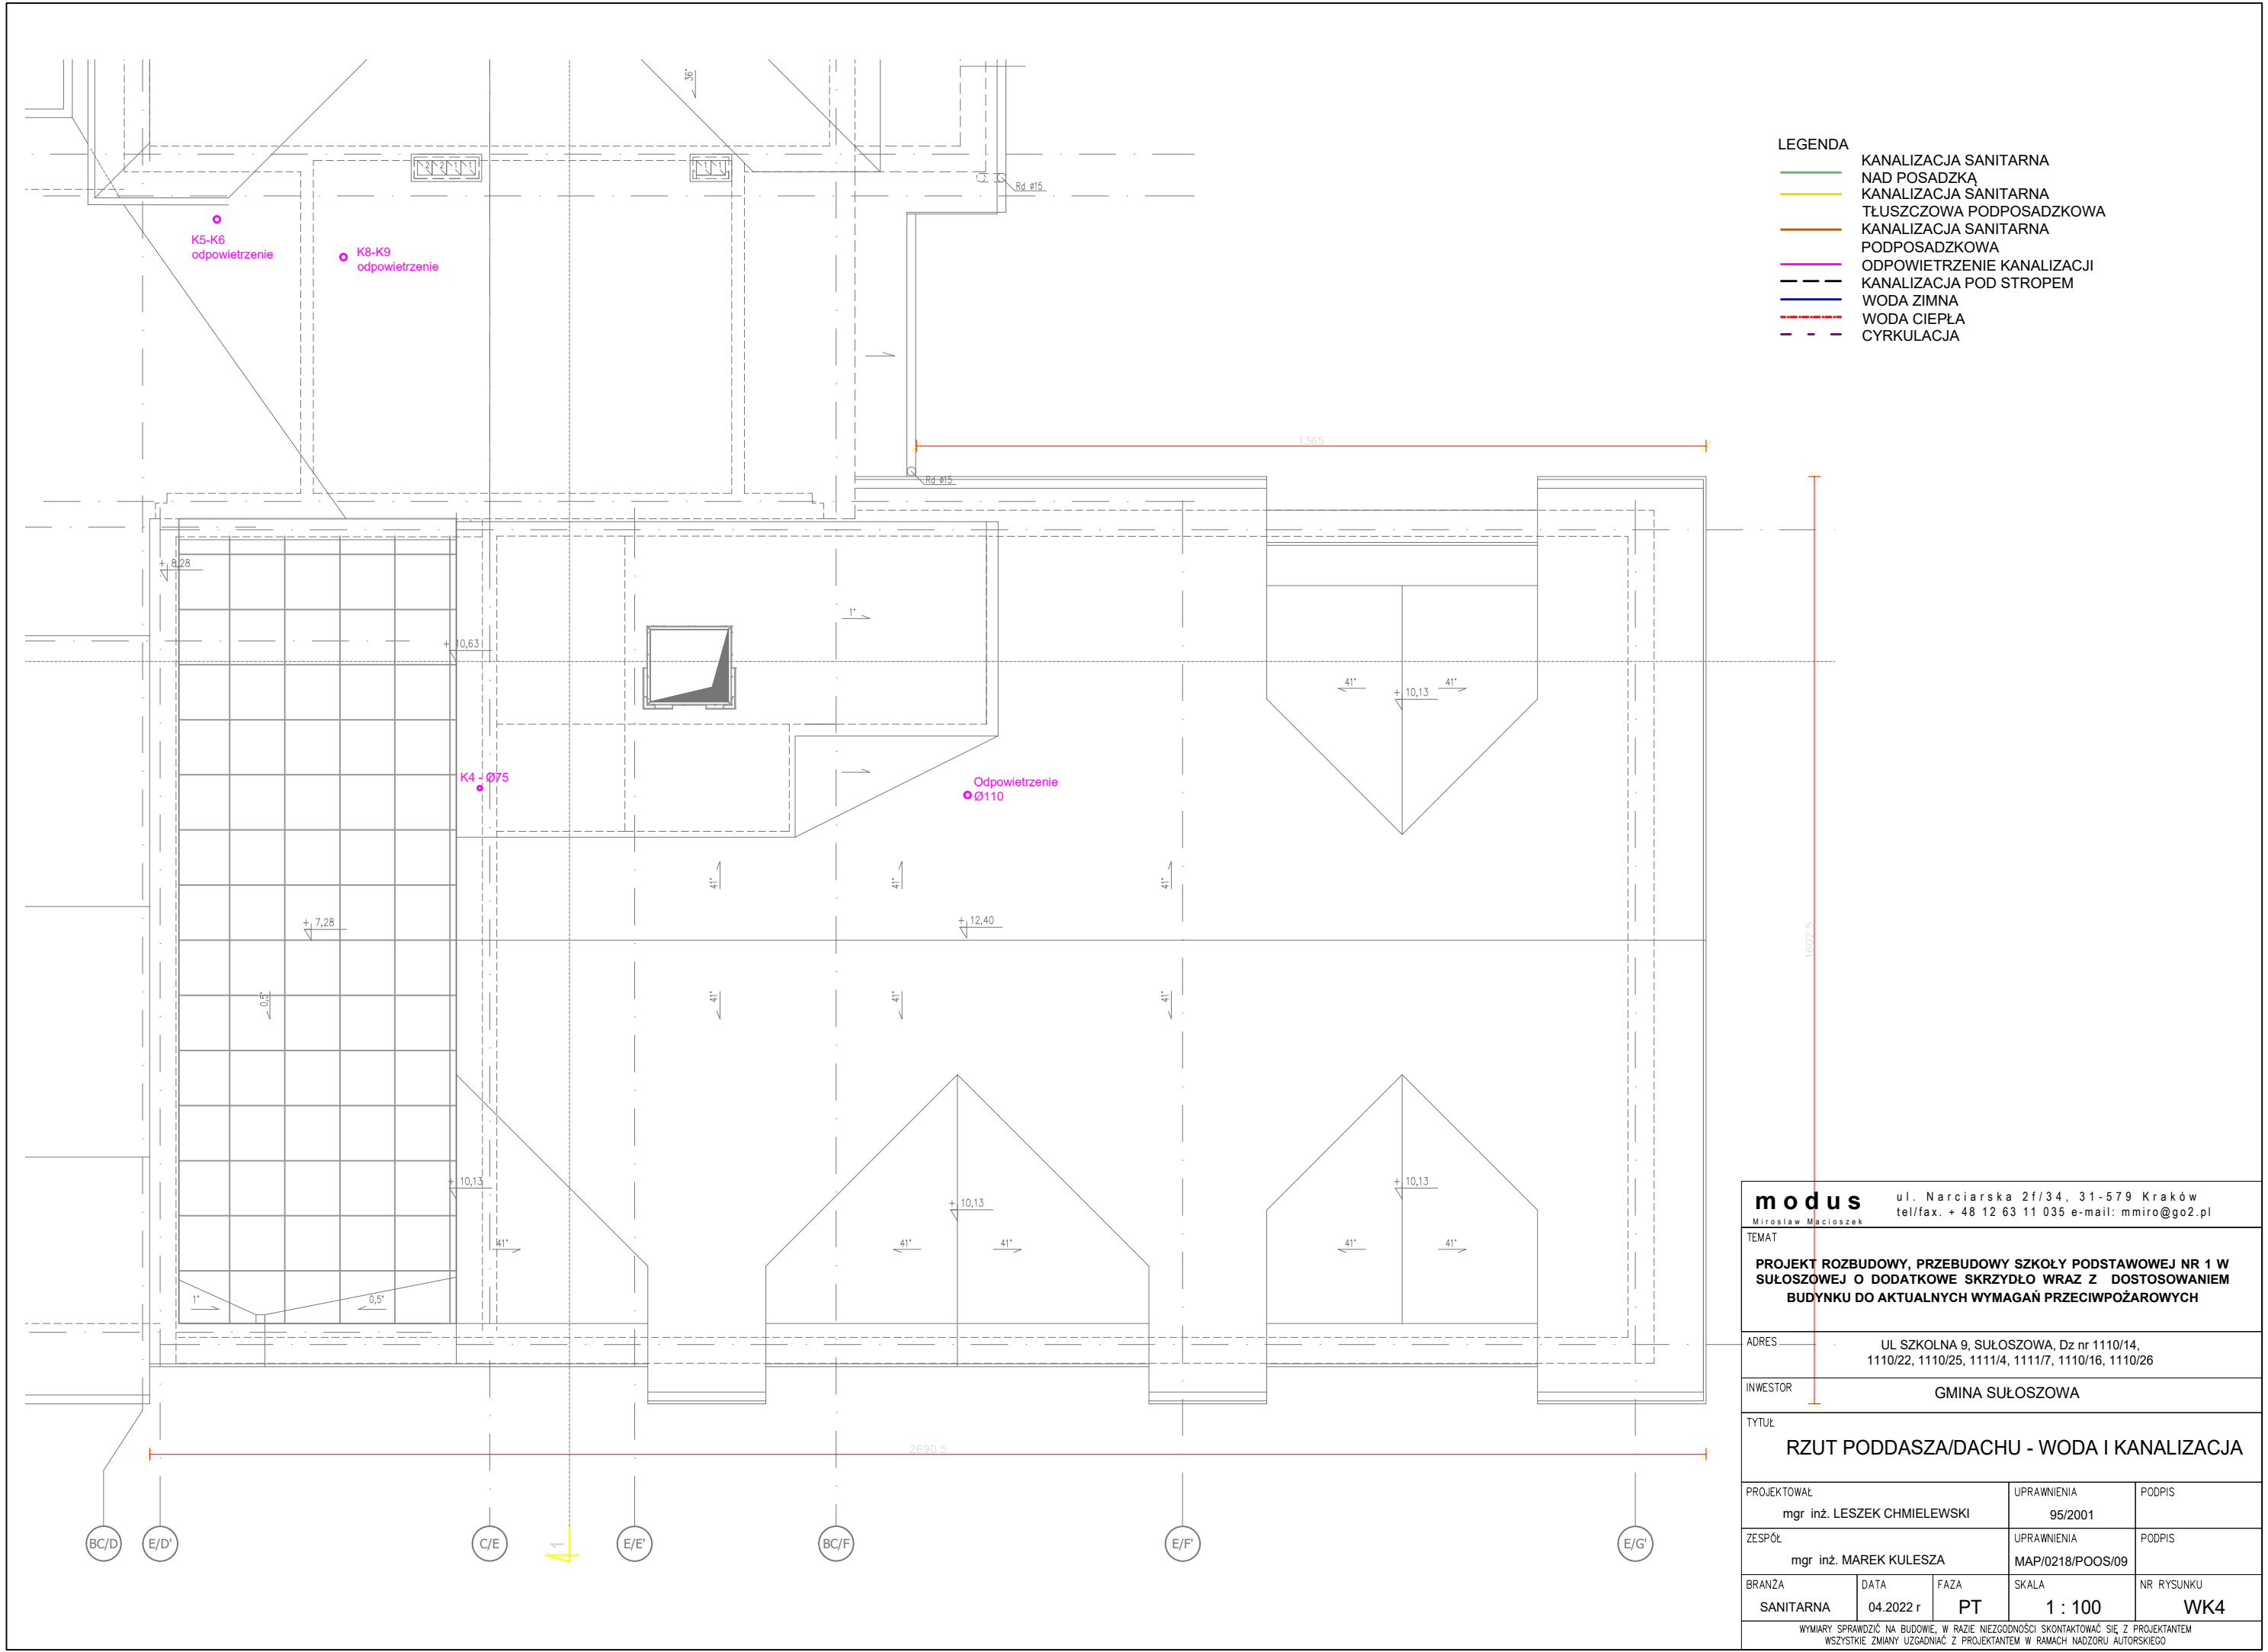 36°
2 2 1 1
1 1
Rd ø15
K5-K6
odpowietrzenie
K8-K9
odpowietrzenie
LEGENDA
KANALIZACJA SANITARNA
NAD POSADZKĄ
KANALIZACJA SANITARNA
TŁUSZCZOWA PODPOSADZKOWA
KANALIZACJA SANITARNA
PODPOSADZKOWA
ODPOWIETRZENIE KANALIZACJI
KANALIZACJA POD STROPEM
WODA ZIMNA
WODA CIEPŁA
CYRKULACJA
1365
Rd ø15
+ 8,28
1°
+ 10,63
41°
+ 10,13
41°
K4 - Ø75
Odpowietrzenie
Ø110
41°
41°
41°
+ 7,28
+ 12,40
1602.5
0,5°
41°
41°
41°
+ 10,13
+ 10,13
+ 10,13
41°
41°
41°
41°
41°
1°
0,5°
2690.5
BC/D
E/D'
C/E
1
E/E'
BC/F
E/F'
E/G'
modus
Miroslaw Macioszek
ul. Narciarska 2f/34, 31-579 Kraków
tel/fax. + 48 12 63 11 035 e-mail: mmiro@go2.pl
TEMAT
PROJEKT ROZBUDOWY, PRZEBUDOWY SZKOŁY PODSTAWOWEJ NR 1 W
SUŁOSZOWEJ O DODATKOWE SKRZYDŁO WRAZ Z DOSTOSOWANIEM
BUDYNKU DO AKTUALNYCH WYMAGAŃ PRZECIWPOŻAROWYCH
ADRES
UL SZKOLNA 9, SUŁOSZOWA, Dz nr 1110/14,
1110/22, 1110/25, 1111/4, 1111/7, 1110/16, 1110/26
INWESTOR
GMINA SUŁOSZOWA
TYTUŁ
RZUT PODDASZA/DACHU - WODA I KANALIZACJA
PROJEKTOWAŁ
mgr inż. LESZEK CHMIELEWSKI
UPRAWNIENIA
95/2001
PODPIS
ZESPÓŁ
mgr inż. MAREK KULESZA
UPRAWNIENIA
MAP/0218/POOS/09
PODPIS
BRANŻA
SANITARNA
DATA
04.2022 r
FAZA
PT
SKALA
1 : 100
NR RYSUNKU
WK4
WYMIARY SPRAWDZIĆ NA BUDOWIE, W RAZIE NIEZGODNOŚCI SKONTAKTOWAĆ SIĘ Z PROJEKTANTEM
WSZYSTKIE ZMIANY UZGADNIAĆ Z PROJEKTANTEM W RAMACH NADZORU AUTORSKIEGO